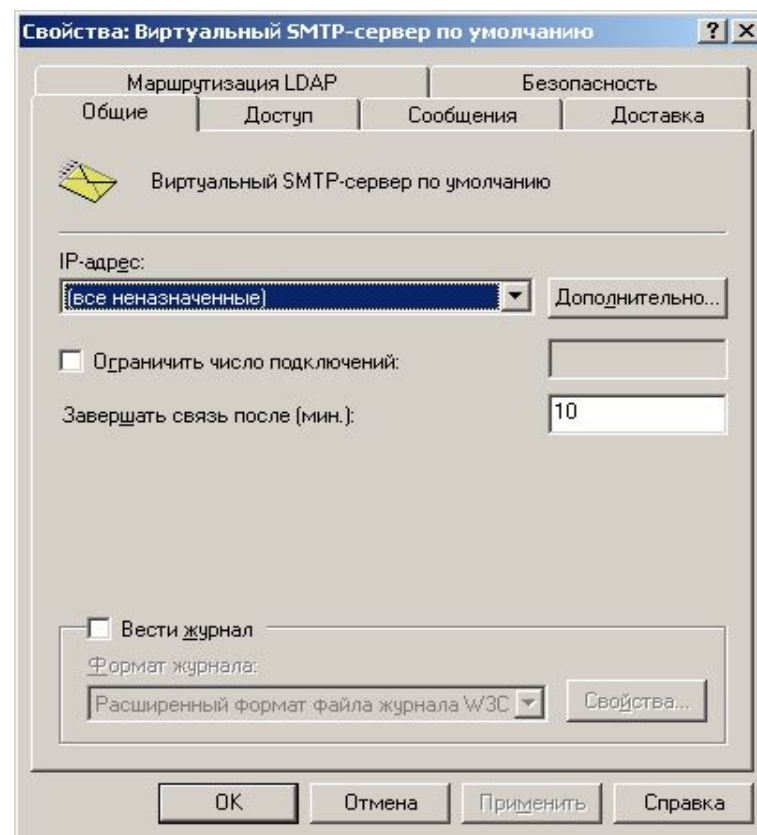 Свойства: Виртуальный SMTP-сервер по умолчанию
Маршрутизация LDAP Безопасность
Общие Доступ Сообщения Доставка
Виртуальный SMTP-сервер по умолчанию
IP-адрес:
(все неназначенные) Дополнительно...
Ограничить число подключений:
Завершать связь после (мин.): 10
Вести журнал
Формат журнала:
Расширенный формат файла журнала W3C Свойства...
ОК Отмена Применить Справка